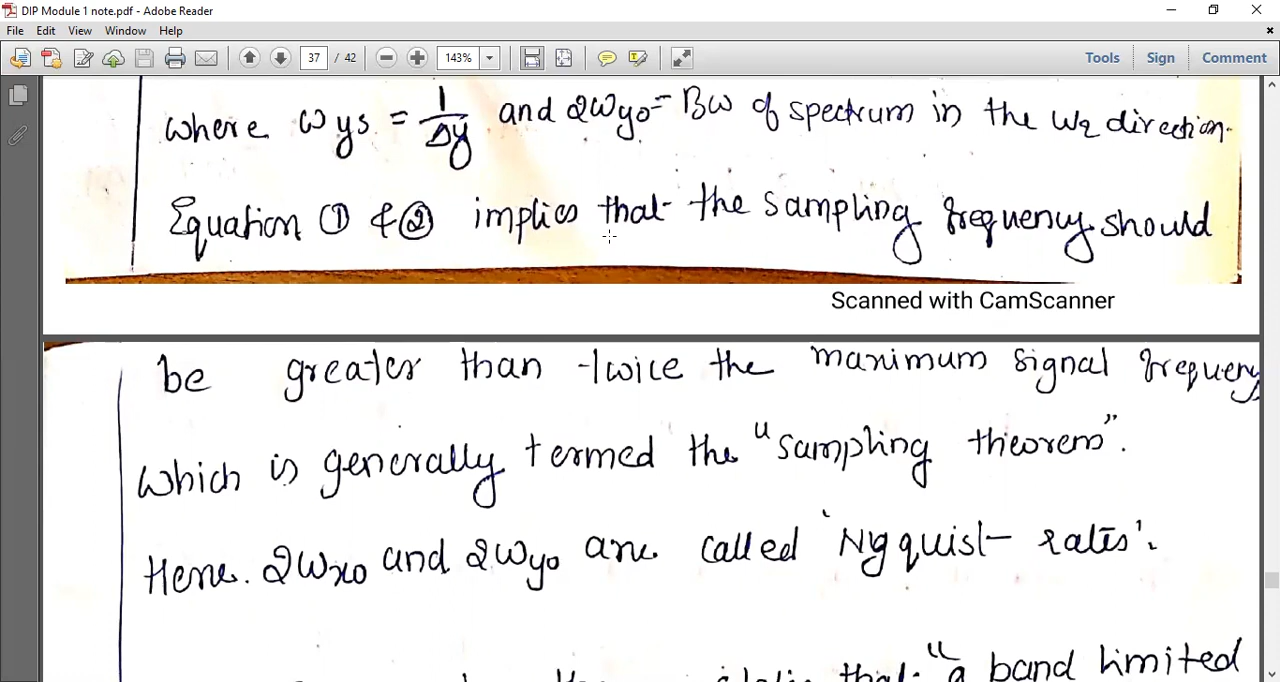 DIP Module 1 note.pdf - Adobe Reader
File Edit View Window Help
37 / 42 143% Tools Sign Comment
where ωys = 1/Δy and 2ωyo = BW of spectrum in the ω2 direction.
Equation ① & ② implies that the sampling frequency should
Scanned with CamScanner
be greater than twice the maximum signal frequency
which is generally termed the "sampling theorem".
Here. 2ωxo and 2ωyo are called 'Nyquist rates'.
that "a band limited